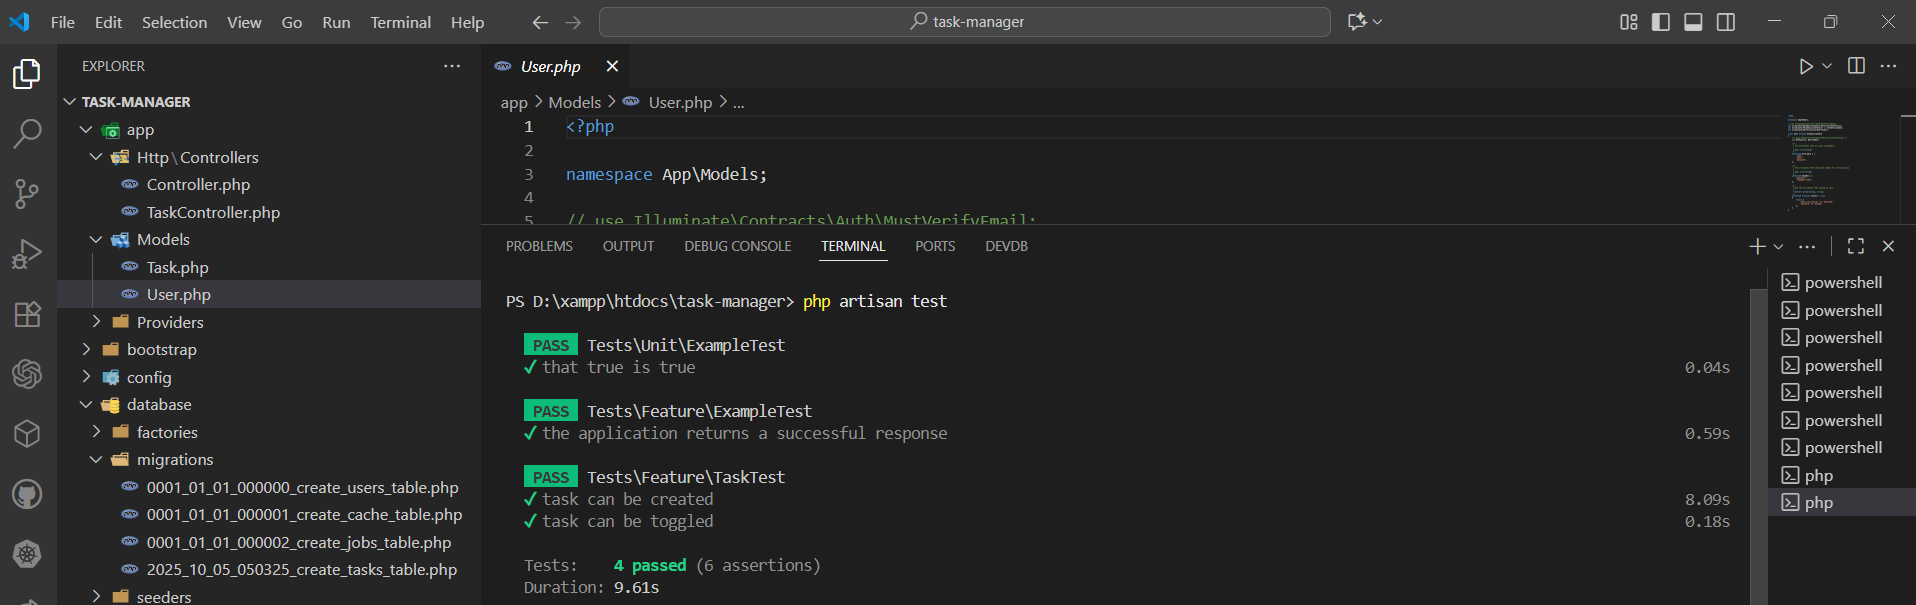 File Edit Selection View Go Run Terminal Help
task-manager
EXPLORER
TASK-MANAGER
app
Http\Controllers
Controller.php
TaskController.php
Models
Task.php
User.php
Providers
bootstrap
config
database
factories
migrations
0001_01_01_000000_create_users_table.php
0001_01_01_000001_create_cache_table.php
0001_01_01_000002_create_jobs_table.php
2025_10_05_050325_create_tasks_table.php
seeders
User.php
app > Models > User.php > ...
1 <?php
2
3 namespace App\Models;
4
5 // use Illuminate\Contracts\Auth\MustVerifyEmail;
PROBLEMS OUTPUT DEBUG CONSOLE TERMINAL PORTS DEVDB
PS D:\xampp\htdocs\task-manager> php artisan test
PASS Tests\Unit\ExampleTest
✓ that true is true 0.04s
PASS Tests\Feature\ExampleTest
✓ the application returns a successful response 0.59s
PASS Tests\Feature\TaskTest
✓ task can be created 8.09s
✓ task can be toggled 0.18s
Tests: 4 passed (6 assertions)
Duration: 9.61s
powershell
powershell
powershell
powershell
powershell
powershell
powershell
php
php